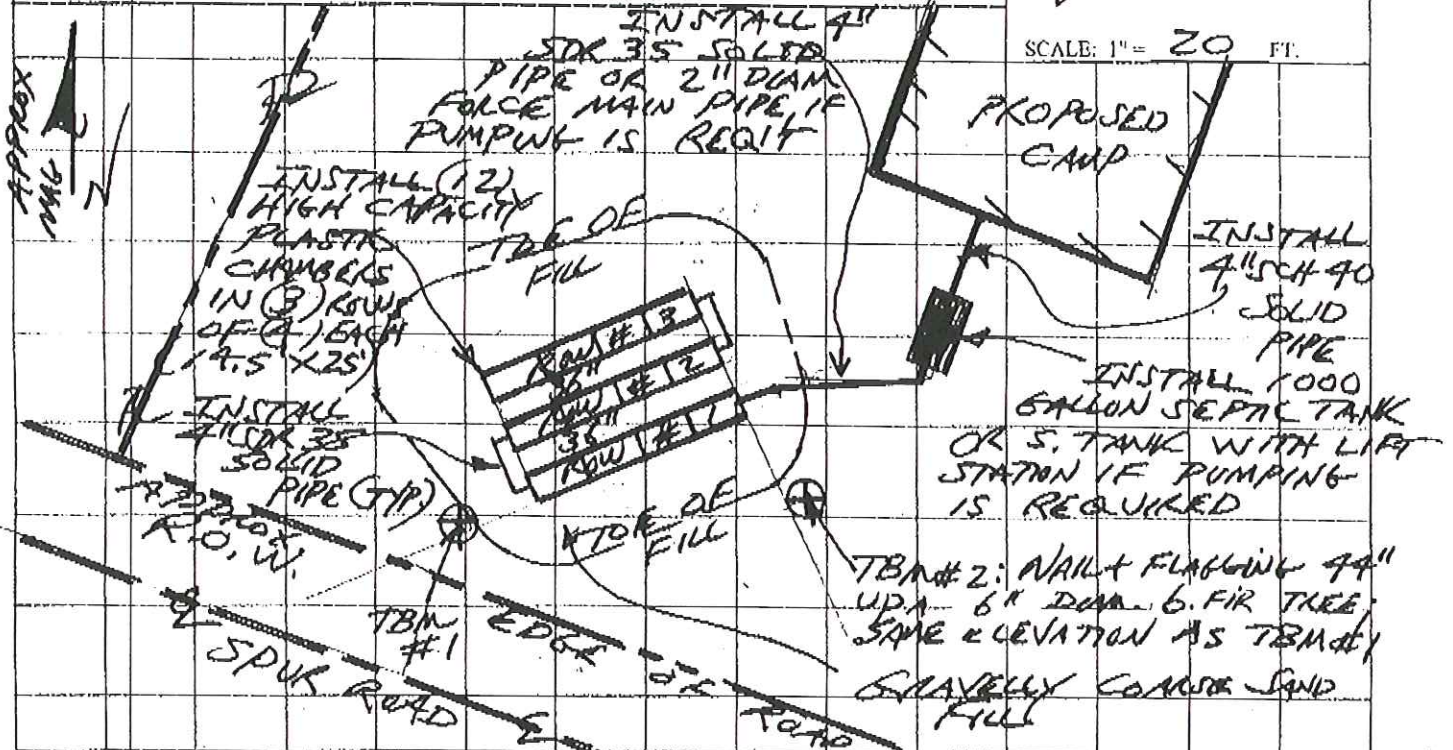 SCALE: 1" = 20 FT.
INSTALL 4"
SDR 35 SOLID
PIPE OR 2" DIAM
FORCE MAIN PIPE IF
PUMPING IS REQ'T
APPROX
MAG
N
PROPOSED
CAMP
INSTALL (12)
HIGH CAPACITY
PLASTIC
CHAMBERS
IN (3) ROWS
OF (4) EACH
(4.5 X 25')
TOE OF
FILL
INSTALL
4" SCH 40
SOLID
PIPE
ROW # 3
36"
ROW # 2
36"
ROW # 1
INSTALL 1000
GALLON SEPTIC TANK
OR S. TANK WITH LIFT
STATION IF PUMPING
IS REQUIRED
INSTALL
4" SDR 35
SOLID
PIPE (TYP.)
APPROX
R.O.W.
TOE OF
FILL
TBM
#1
TBM#2: NAIL + FLAGGING 44"
UP A 6" DIAM. B. FIR TREE;
SAME ELEVATION AS TBM#1
EDGE OF ROAD
SPUR ROAD
GRAVELLY COARSE SAND
FILL